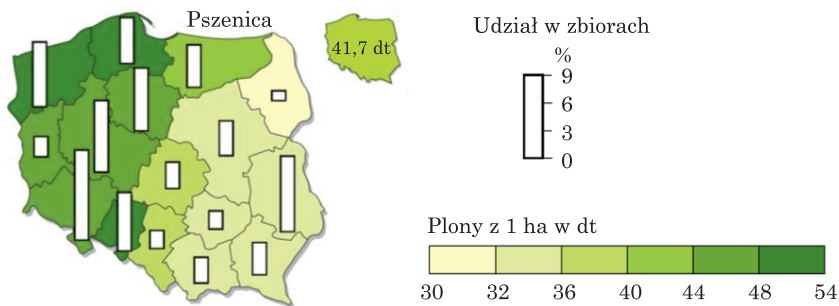 Pszenica
41,7 dt
Udział w zbiorach
%
9
6
3
0
Plony z 1 ha w dt
30 32 36 40 44 48 54